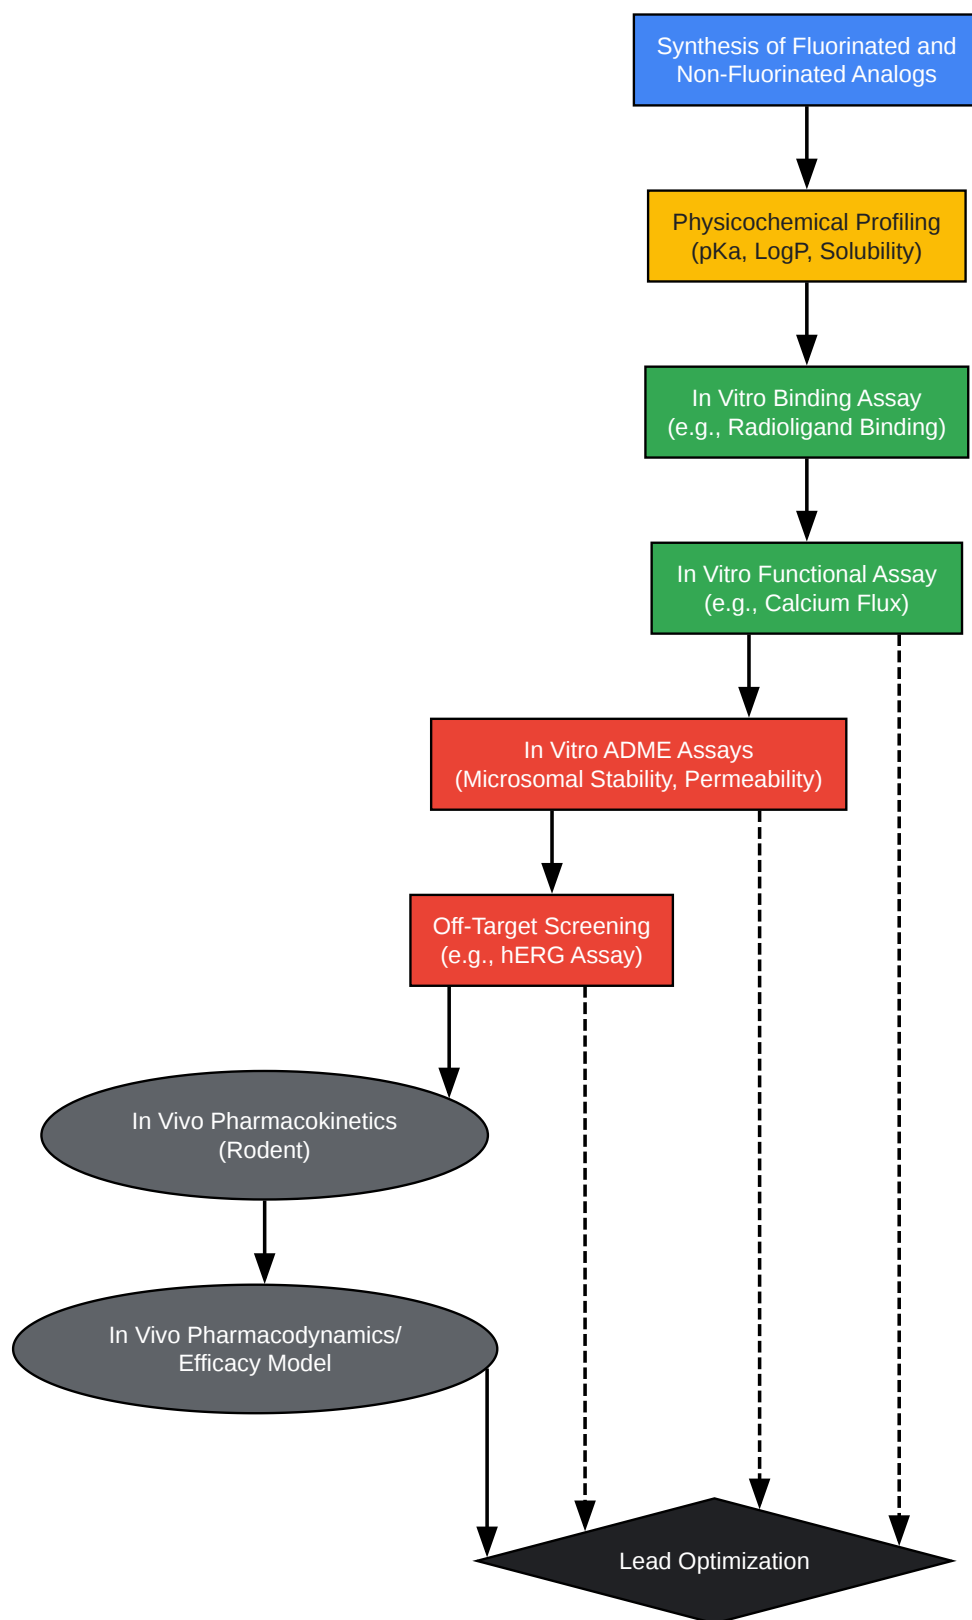 Synthesis of Fluorinated and
Non-Fluorinated Analogs
Physicochemical Profiling
(pKa, LogP, Solubility)
In Vitro Binding Assay
(e.g., Radioligand Binding)
In Vitro Functional Assay
(e.g., Calcium Flux)
In Vitro ADME Assays
(Microsomal Stability, Permeability)
Off-Target Screening
(e.g., hERG Assay)
In Vivo Pharmacokinetics
(Rodent)
In Vivo Pharmacodynamics/
Efficacy Model
Lead Optimization